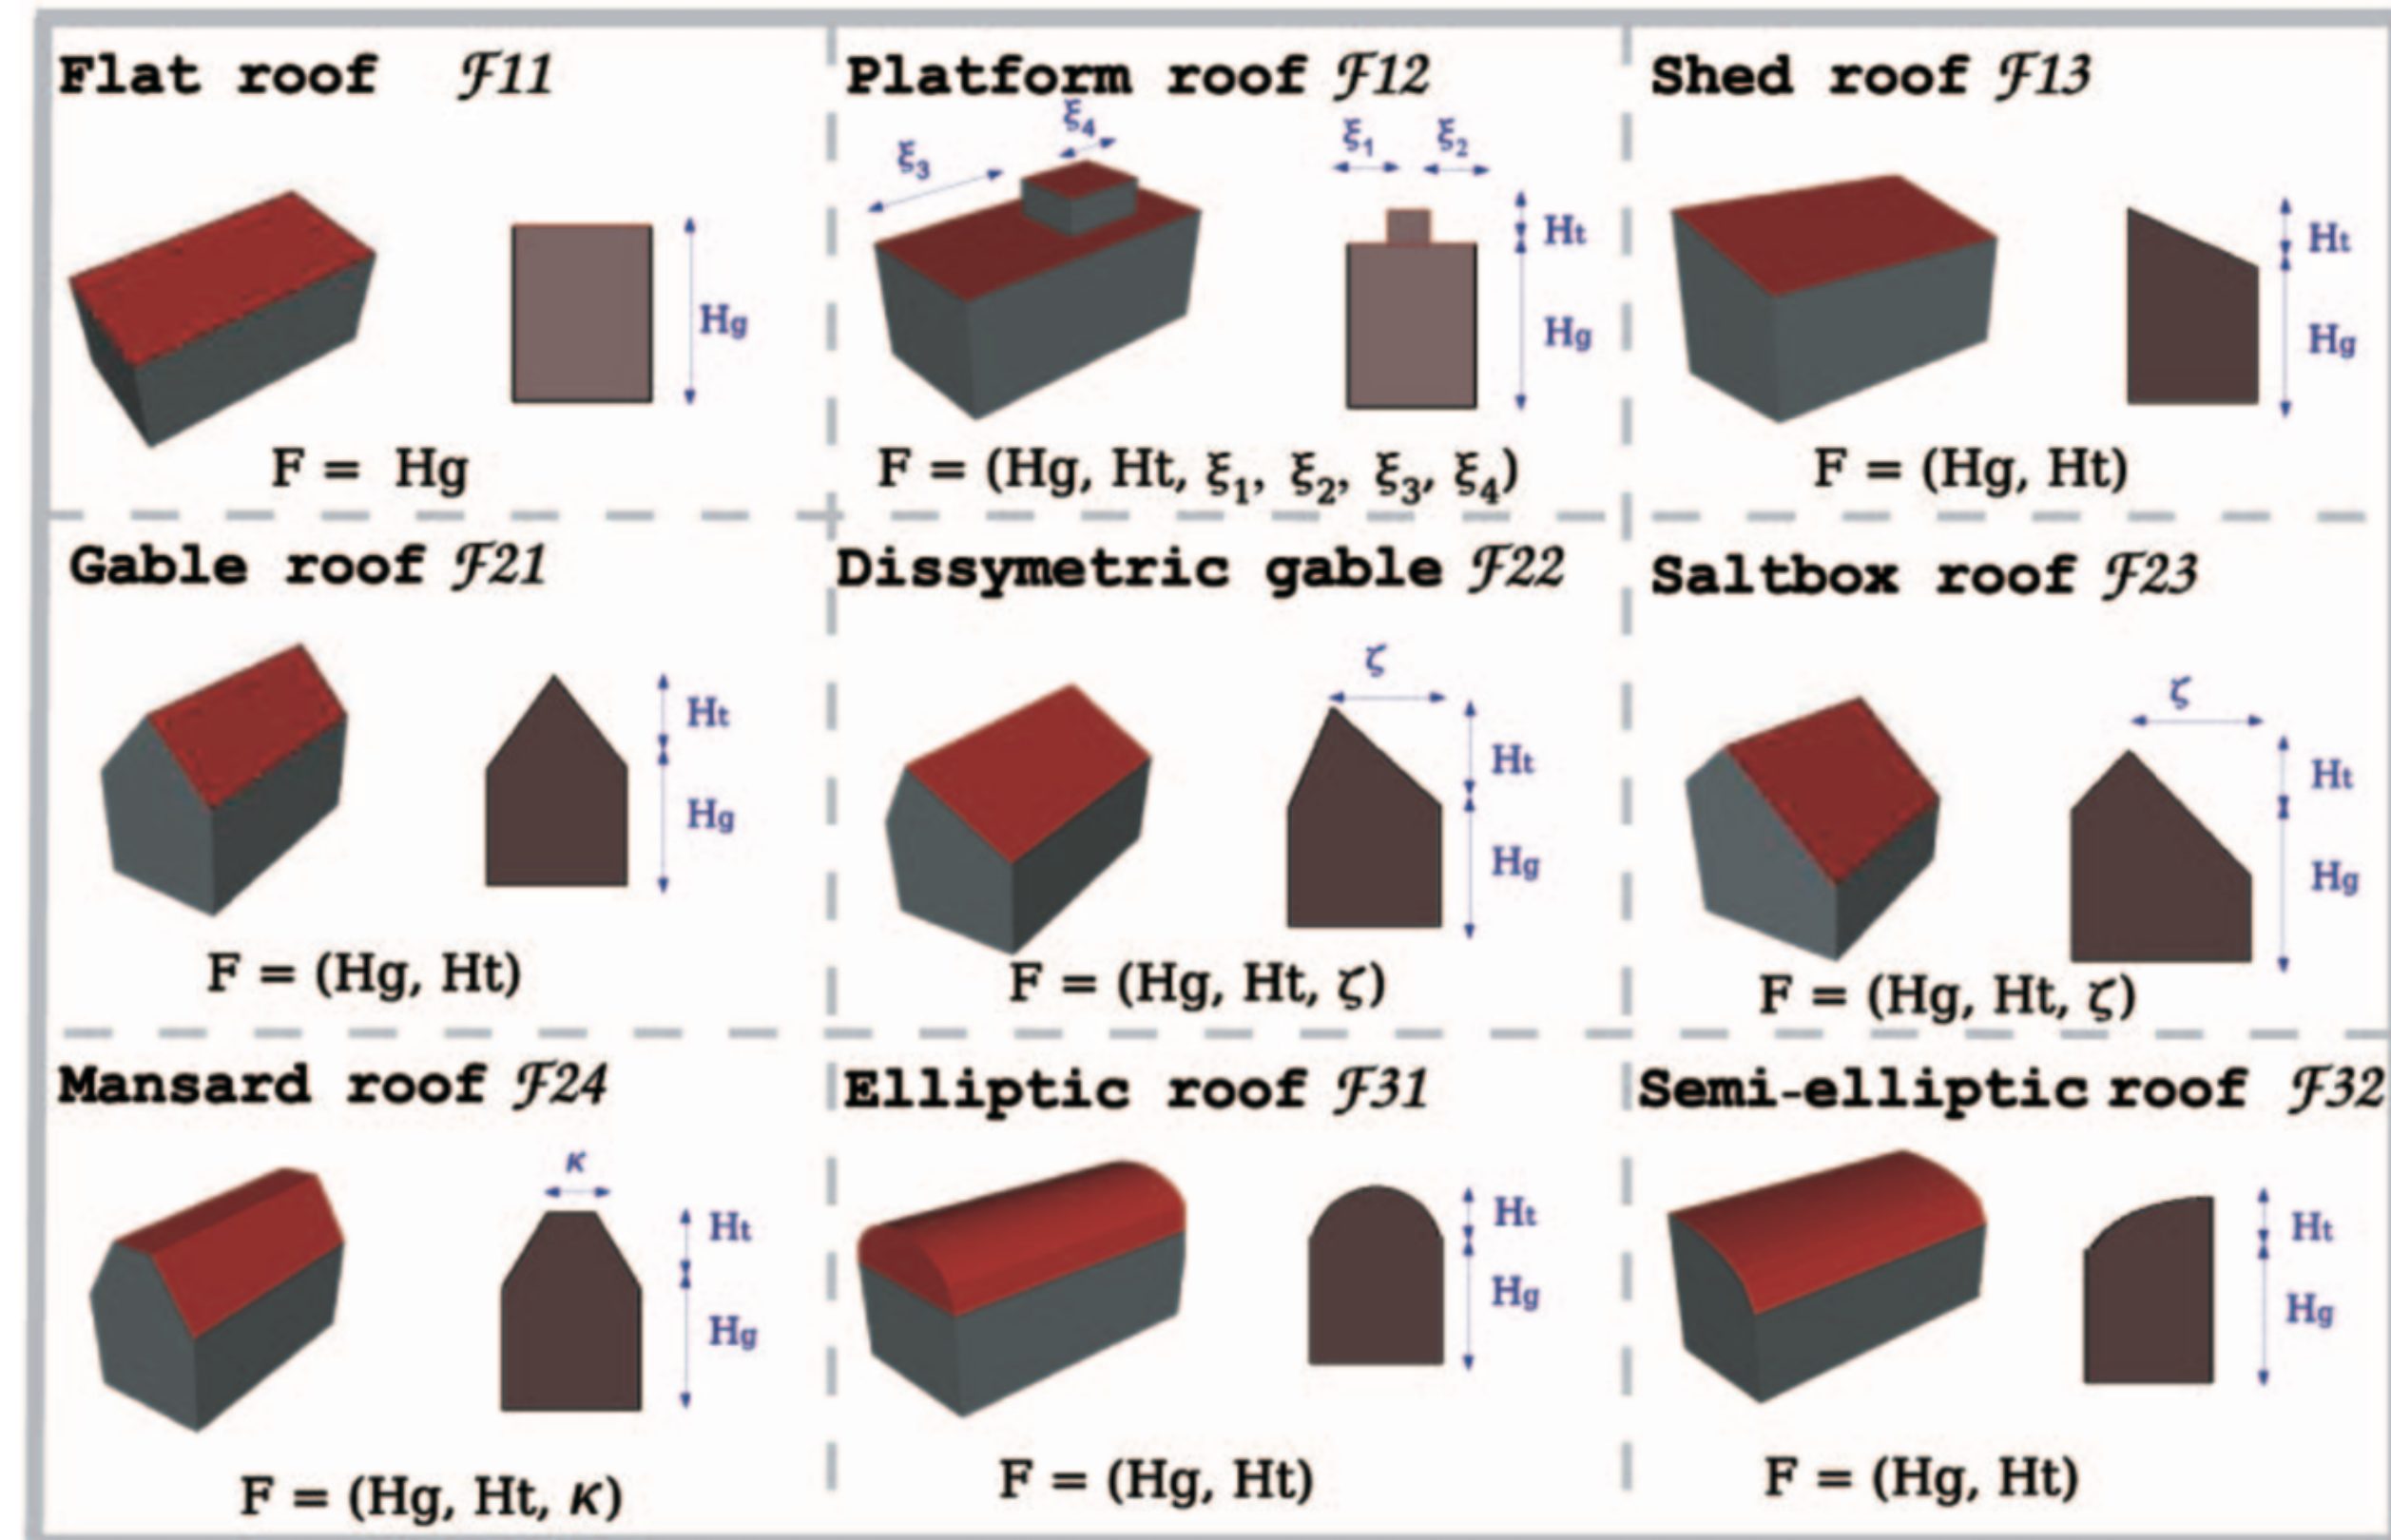 Flat roof ℱ11
Hg
F = Hg
Platform roof ℱ12
ξ4
ξ3
ξ1 ξ2
Ht
Hg
F = (Hg, Ht, ξ1, ξ2, ξ3, ξ4)
Shed roof ℱ13
Ht
Hg
F = (Hg, Ht)
Gable roof ℱ21
Ht
Hg
F = (Hg, Ht)
Dissymetric gable ℱ22
ζ
Ht
Hg
F = (Hg, Ht, ζ)
Saltbox roof ℱ23
ζ
Ht
Hg
F = (Hg, Ht, ζ)
Mansard roof ℱ24
κ
Ht
Hg
F = (Hg, Ht, κ)
Elliptic roof ℱ31
Ht
Hg
F = (Hg, Ht)
Semi-elliptic roof ℱ32
Ht
Hg
F = (Hg, Ht)